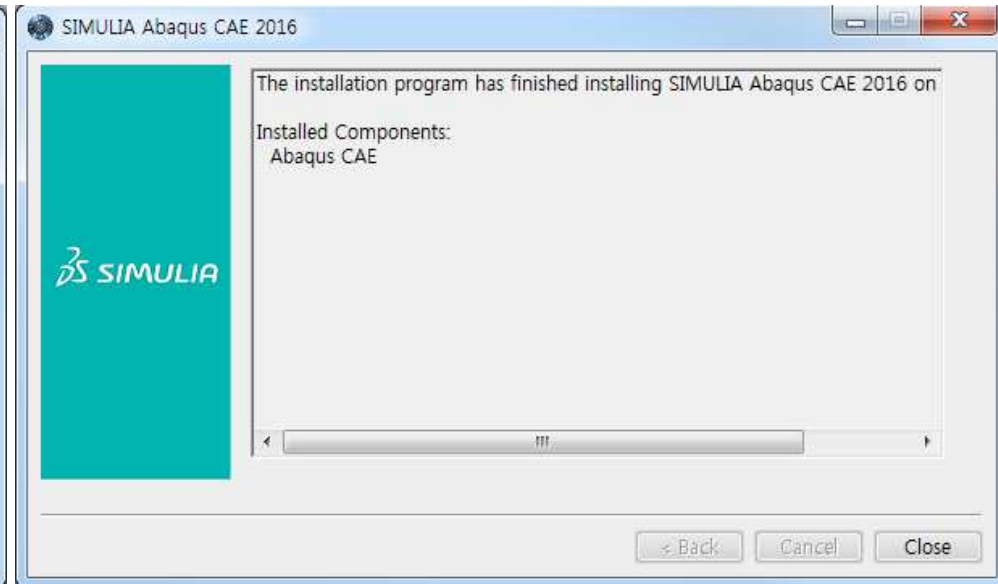 SIMULIA Abaqus CAE 2016
The installation program has finished installing SIMULIA Abaqus CAE 2016 on
Installed Components:
Abaqus CAE
3DS SIMULIA
< Back Cancel Close